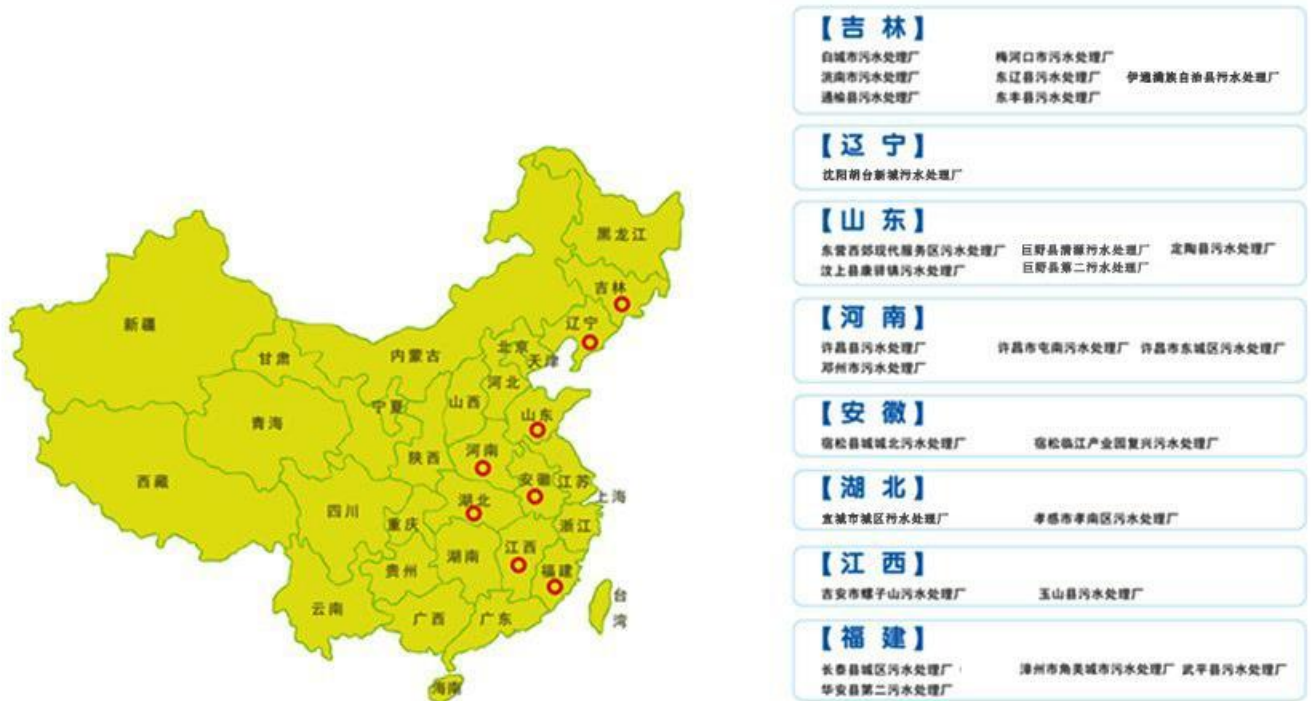 黑龙江
吉林
辽宁
新疆
甘肃
内蒙古
北京
天津
河北
宁夏
山西
山东
青海
陕西
河南
西藏
安徽
江苏
上海
四川
重庆
湖北
浙江
湖南
江西
贵州
福建
云南
广西
广东
台湾
海南
【吉 林】
白城市污水处理厂 梅河口市污水处理厂
洮南市污水处理厂 东辽县污水处理厂 伊通满族自治县污水处理厂
通榆县污水处理厂 东丰县污水处理厂
【辽 宁】
沈阳胡台新城污水处理厂
【山 东】
东营西郊现代服务区污水处理厂 巨野县清源污水处理厂 定陶县污水处理厂
汶上县康驿镇污水处理厂 巨野县第二污水处理厂
【河 南】
许昌县污水处理厂 许昌市屯南污水处理厂 许昌市东城区污水处理厂
邓州市污水处理厂
【安 徽】
宿松县城城北污水处理厂 宿松临江产业园复兴污水处理厂
【湖 北】
宜城市城区污水处理厂 孝感市孝南区污水处理厂
【江 西】
吉安市螺子山污水处理厂 玉山县污水处理厂
【福 建】
长泰县城区污水处理厂 漳州市角美城市污水处理厂 武平县污水处理厂
华安县第二污水处理厂